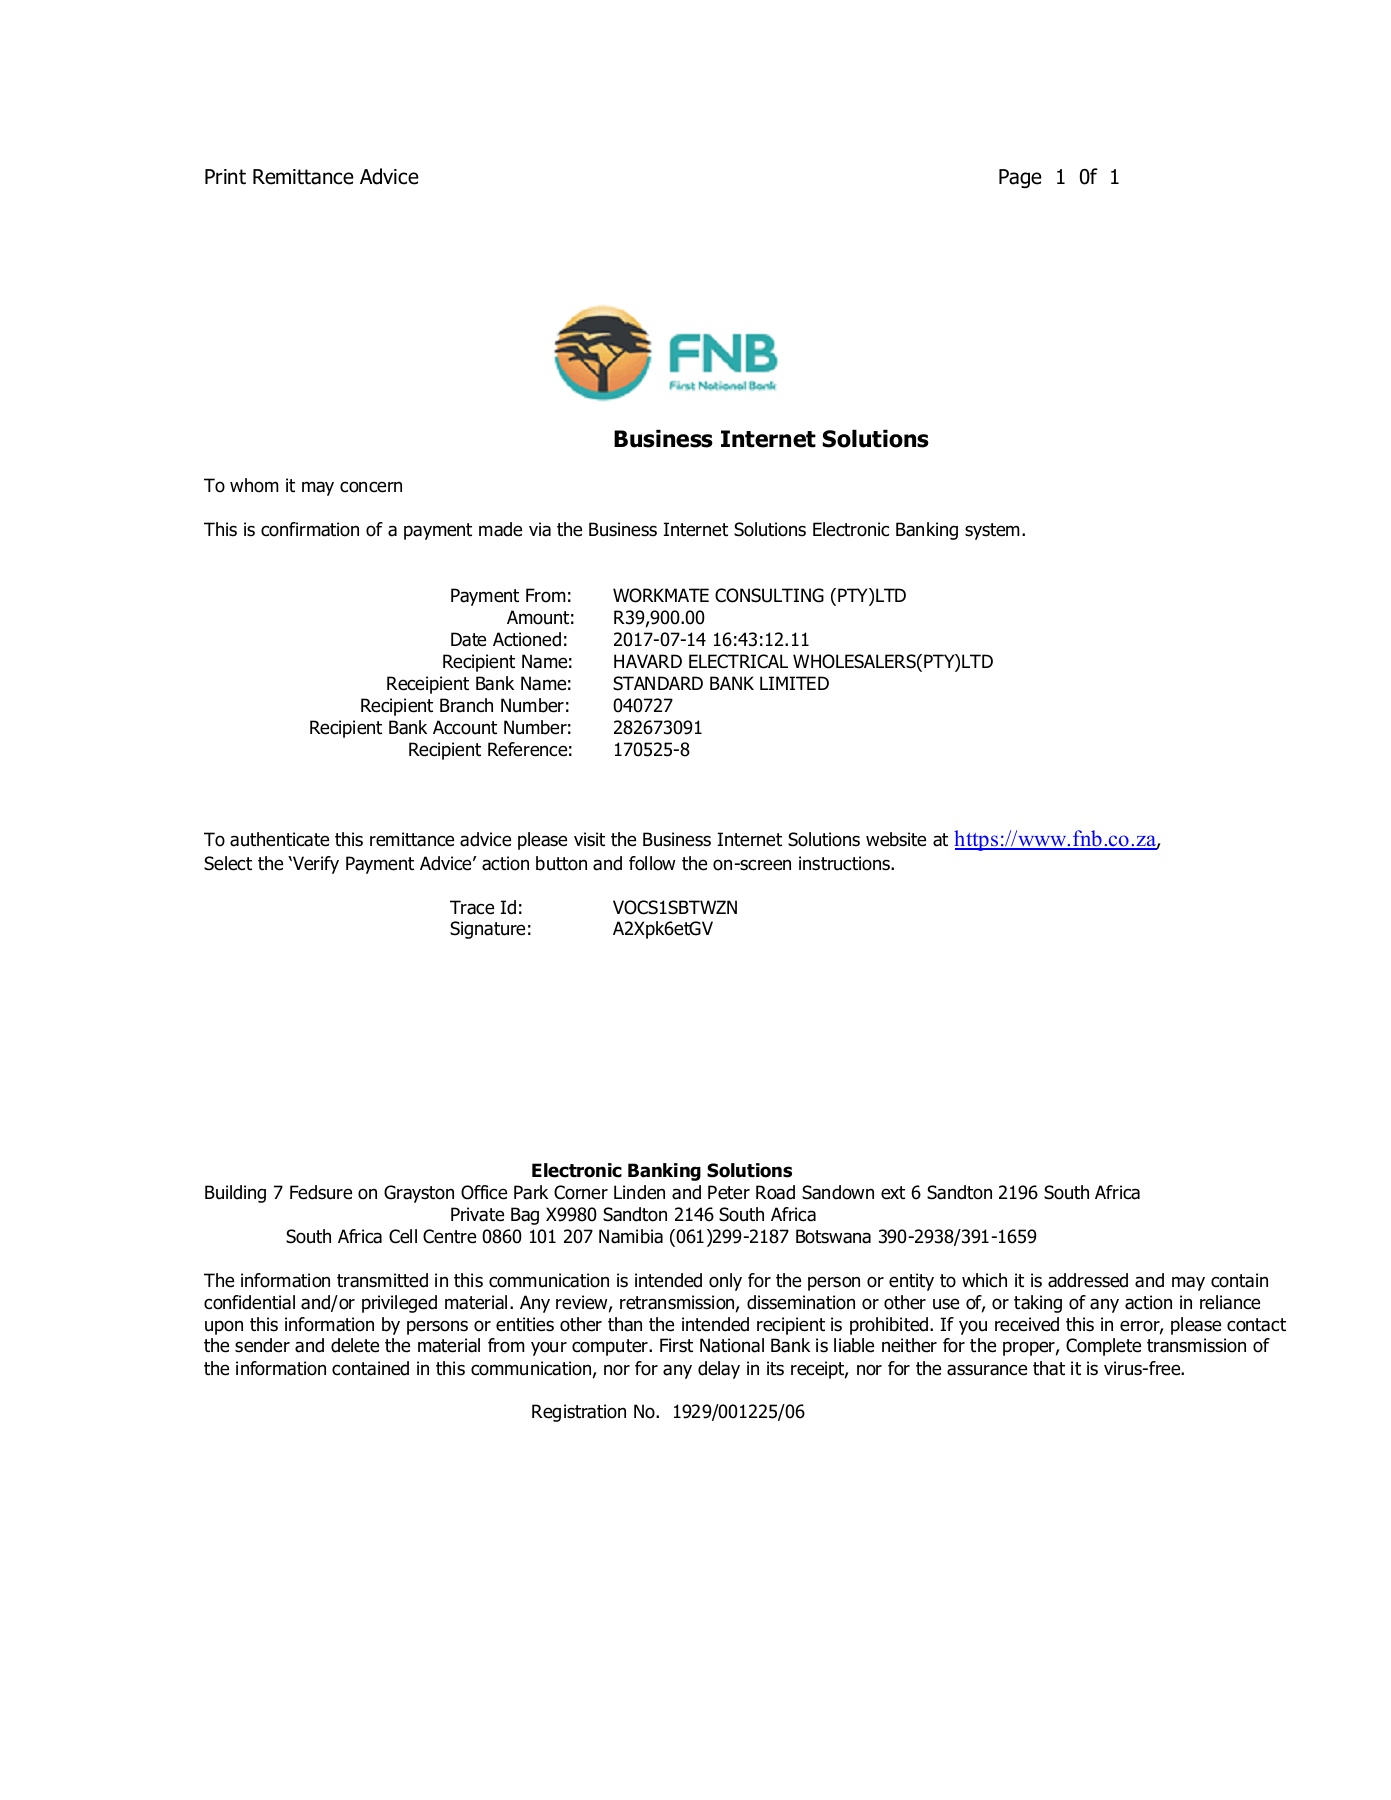 Print Remittance Advice Page 1 0f 1
FNB
First National Bank
Business Internet Solutions
To whom it may concern
This is confirmation of a payment made via the Business Internet Solutions Electronic Banking system.
Payment From: WORKMATE CONSULTING (PTY)LTD
Amount: R39,900.00
Date Actioned: 2017-07-14 16:43:12.11
Recipient Name: HAVARD ELECTRICAL WHOLESALERS(PTY)LTD
Receipient Bank Name: STANDARD BANK LIMITED
Recipient Branch Number: 040727
Recipient Bank Account Number: 282673091
Recipient Reference: 170525-8
To authenticate this remittance advice please visit the Business Internet Solutions website at https://www.fnb.co.za,
Select the ‘Verify Payment Advice’ action button and follow the on-screen instructions.
Trace Id: VOCS1SBTWZN
Signature: A2Xpk6etGV
Electronic Banking Solutions
Building 7 Fedsure on Grayston Office Park Corner Linden and Peter Road Sandown ext 6 Sandton 2196 South Africa
Private Bag X9980 Sandton 2146 South Africa
South Africa Cell Centre 0860 101 207 Namibia (061)299-2187 Botswana 390-2938/391-1659
The information transmitted in this communication is intended only for the person or entity to which it is addressed and may contain
confidential and/or privileged material. Any review, retransmission, dissemination or other use of, or taking of any action in reliance
upon this information by persons or entities other than the intended recipient is prohibited. If you received this in error, please contact
the sender and delete the material from your computer. First National Bank is liable neither for the proper, Complete transmission of
the information contained in this communication, nor for any delay in its receipt, nor for the assurance that it is virus-free.
Registration No. 1929/001225/06